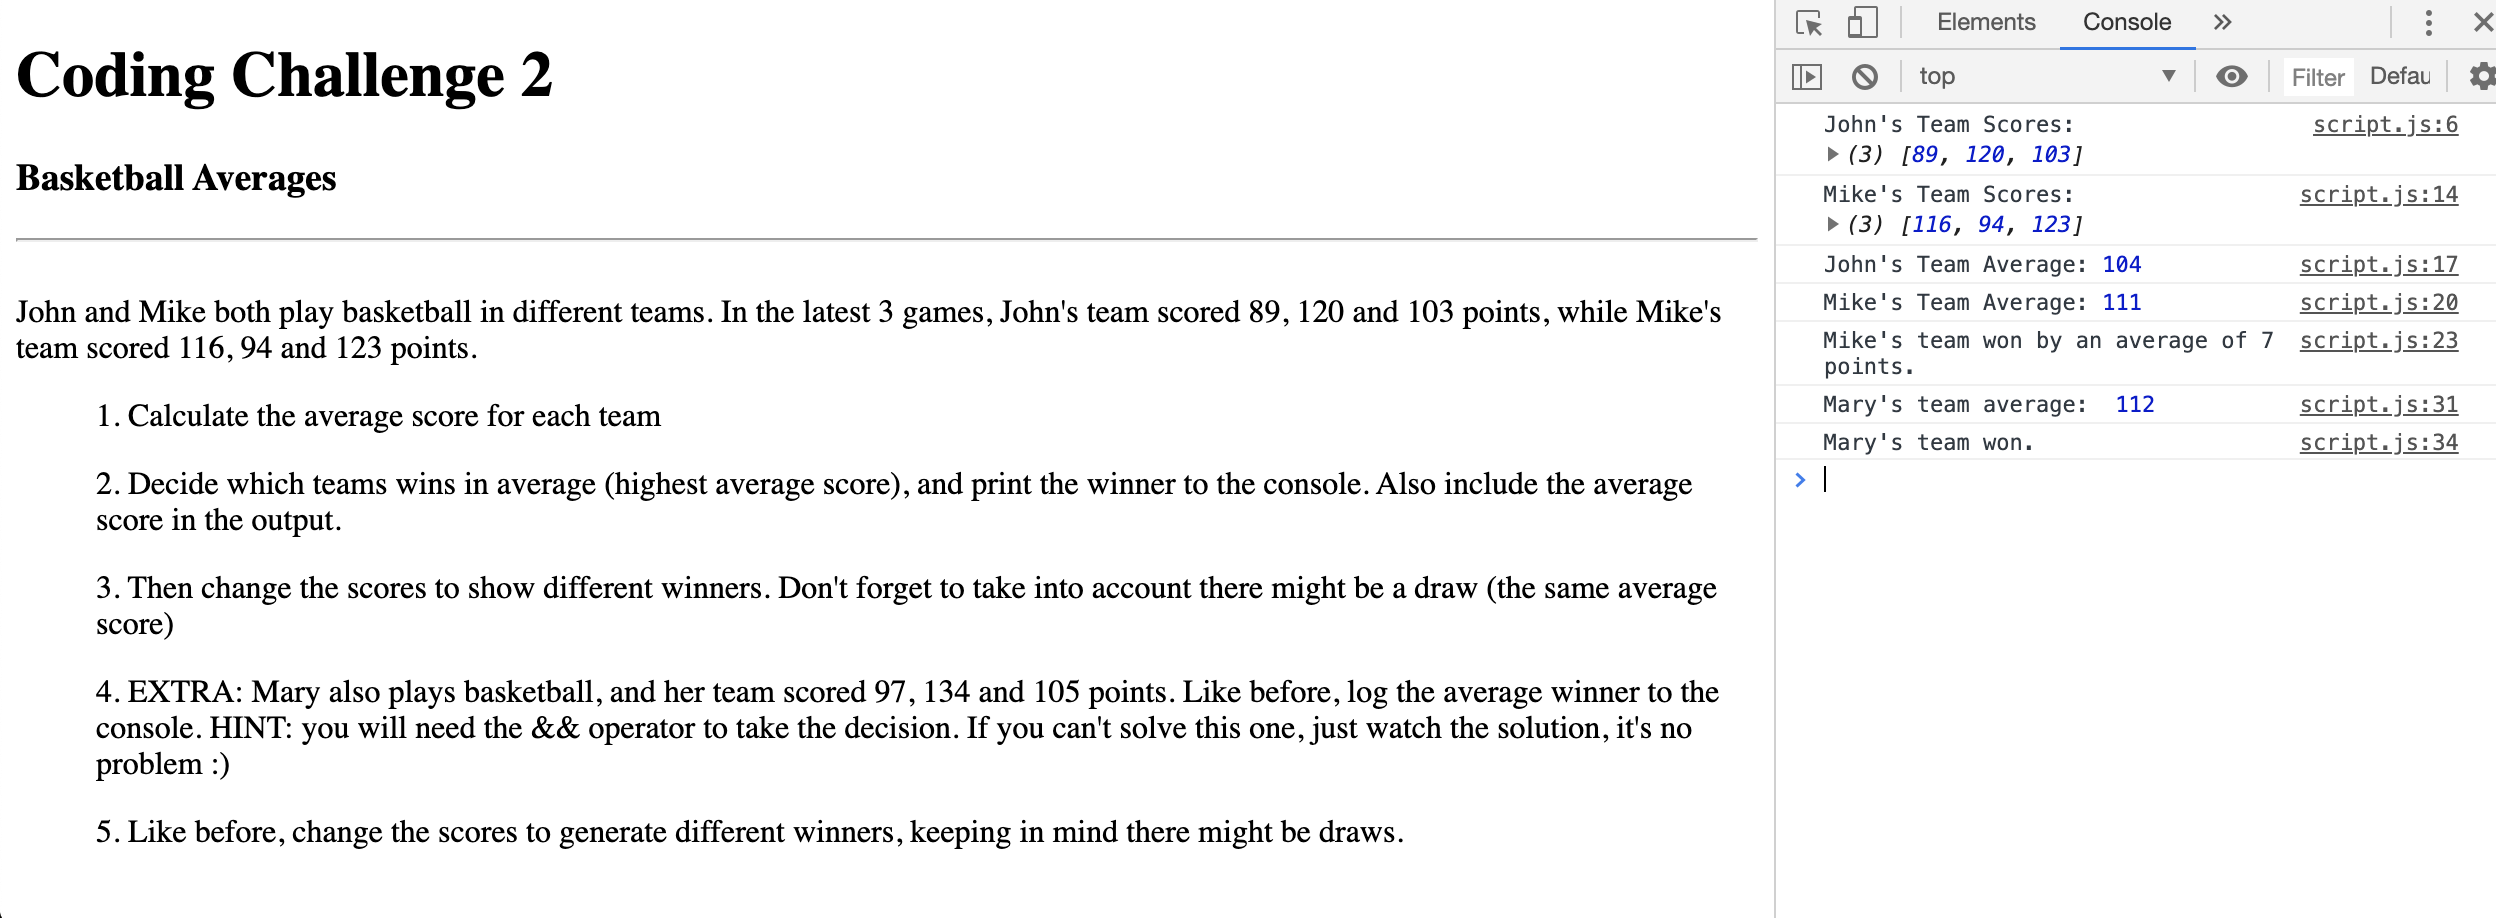 Coding Challenge 2
Basketball Averages
John and Mike both play basketball in different teams. In the latest 3 games, John's team scored 89, 120 and 103 points, while Mike's
team scored 116, 94 and 123 points.
1. Calculate the average score for each team
2. Decide which teams wins in average (highest average score), and print the winner to the console. Also include the average
score in the output.
3. Then change the scores to show different winners. Don't forget to take into account there might be a draw (the same average
score)
4. EXTRA: Mary also plays basketball, and her team scored 97, 134 and 105 points. Like before, log the average winner to the
console. HINT: you will need the && operator to take the decision. If you can't solve this one, just watch the solution, it's no
problem :)
5. Like before, change the scores to generate different winners, keeping in mind there might be draws.
Elements Console
top Filter Defau
John's Team Scores: script.js:6
(3) [89, 120, 103]
Mike's Team Scores: script.js:14
(3) [116, 94, 123]
John's Team Average: 104 script.js:17
Mike's Team Average: 111 script.js:20
Mike's team won by an average of 7 script.js:23
points.
Mary's team average: 112 script.js:31
Mary's team won. script.js:34